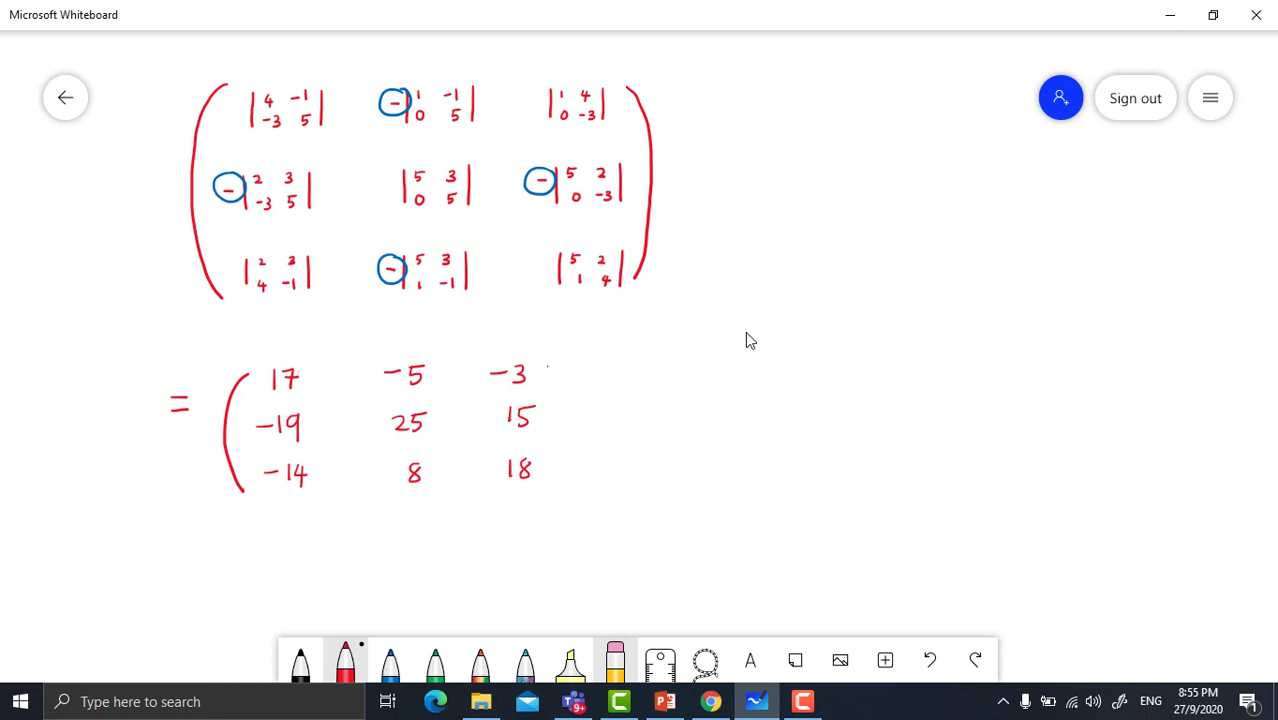 Microsoft Whiteboard
Sign out
|4 -1| -|1 -1| |1 4|
|-3 5| |0 5| |0 -3|
-|2 3| |5 3| -|5 2|
|-3 5| |0 5| |0 -3|
|2 3| -|5 3| |5 2|
|4 -1| |1 -1| |1 4|
17 -5 -3
= -19 25 15
-14 8 18
A
Type here to search
9+
ENG
8:55 PM
27/9/2020
1